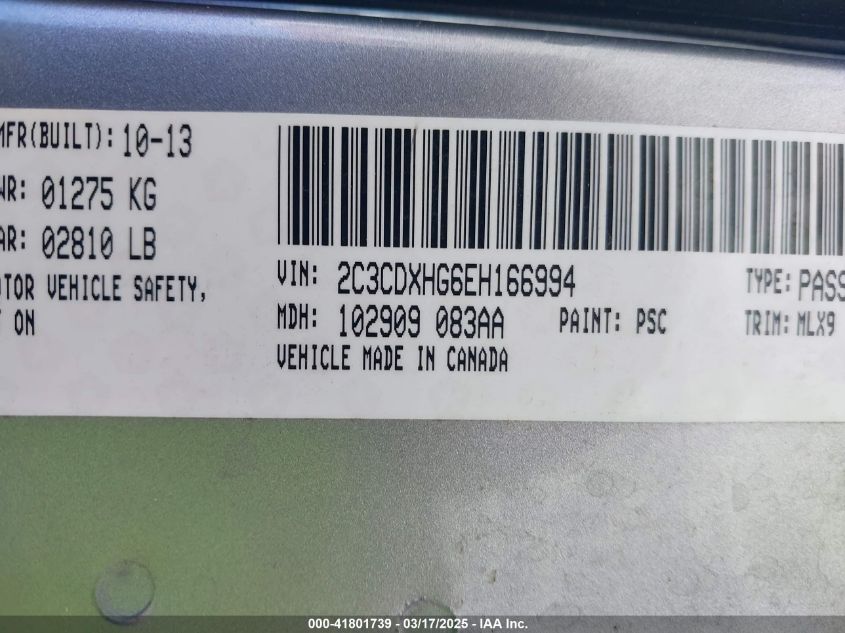 MFR(BUILT): 10-13
WR: 01275 KG
AR: 02810 LB
OTOR VEHICLE SAFETY,
ON
VIN: 2C3CDXHG6EH166994
TYPE: PASS
MDH: 102909 083AA
PAINT: PSC
TRIM: MLX9
VEHICLE MADE IN CANADA
000-41801739 - 03/17/2025 - IAA Inc.